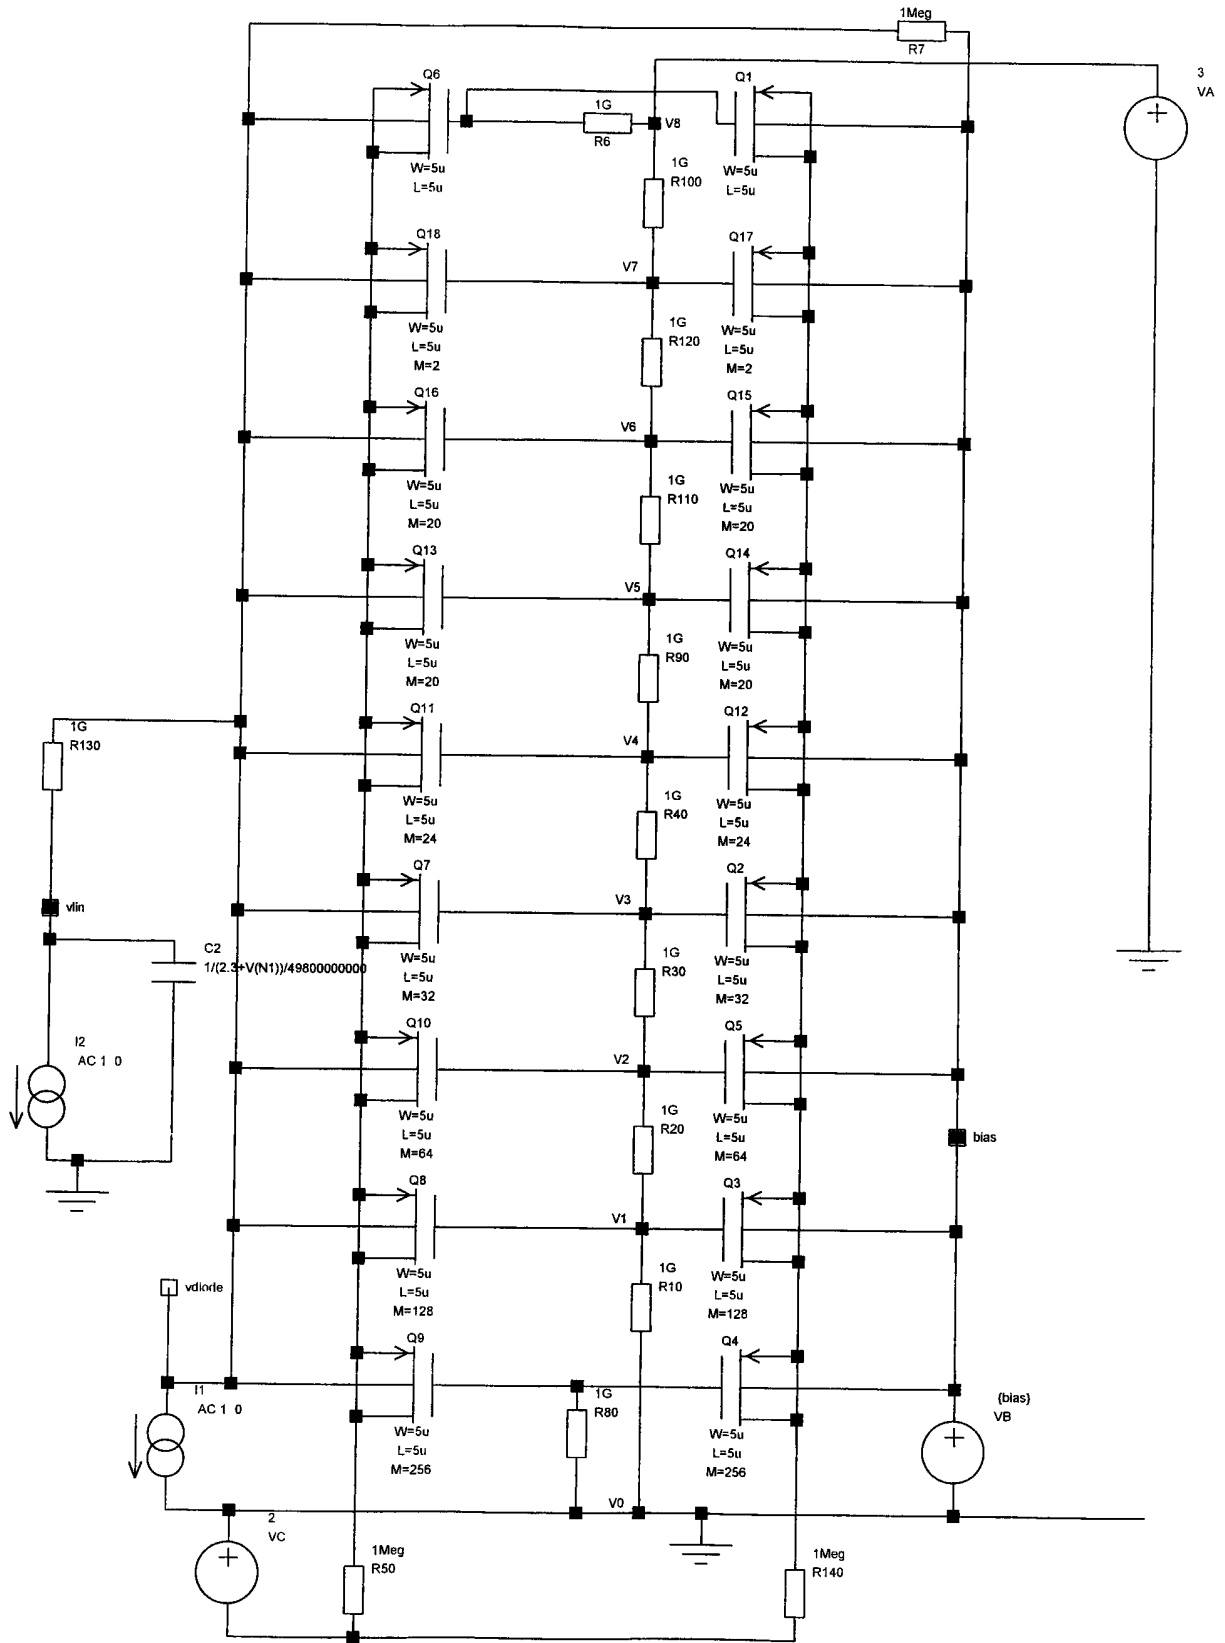 1Meg
R7
3
VA
Q6
Q1
1G
R6
V8
W=5u
L=5u
1G
R100
W=5u
L=5u
Q18
Q17
V7
W=5u
L=5u
M=2
1G
R120
W=5u
L=5u
M=2
Q16
Q15
V6
W=5u
L=5u
M=20
1G
R110
W=5u
L=5u
M=20
Q13
Q14
V5
W=5u
L=5u
M=20
1G
R90
W=5u
L=5u
M=20
1G
R130
Q11
Q12
V4
W=5u
L=5u
M=24
1G
R40
W=5u
L=5u
M=24
Q7
Q2
V3
vlin
C2
1/(2.3+V(N1))/49800000000
W=5u
L=5u
M=32
1G
R30
W=5u
L=5u
M=32
Q10
Q5
I2
AC 1 0
V2
W=5u
L=5u
M=64
1G
R20
W=5u
L=5u
M=64
bias
Q8
Q3
V1
W=5u
L=5u
M=128
1G
R10
W=5u
L=5u
M=128
vdiode
Q9
Q4
I1
AC 1 0
1G
R80
{bias}
VB
W=5u
L=5u
M=256
W=5u
L=5u
M=256
V0
2
VC
1Meg
R50
1Meg
R140